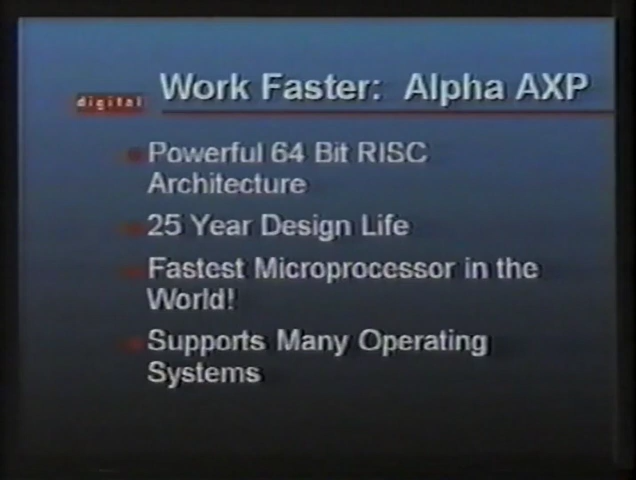 Work Faster: Alpha AXP
digital
Powerful 64 Bit RISC
Architecture
25 Year Design Life
Fastest Microprocessor in the
World!
Supports Many Operating
Systems